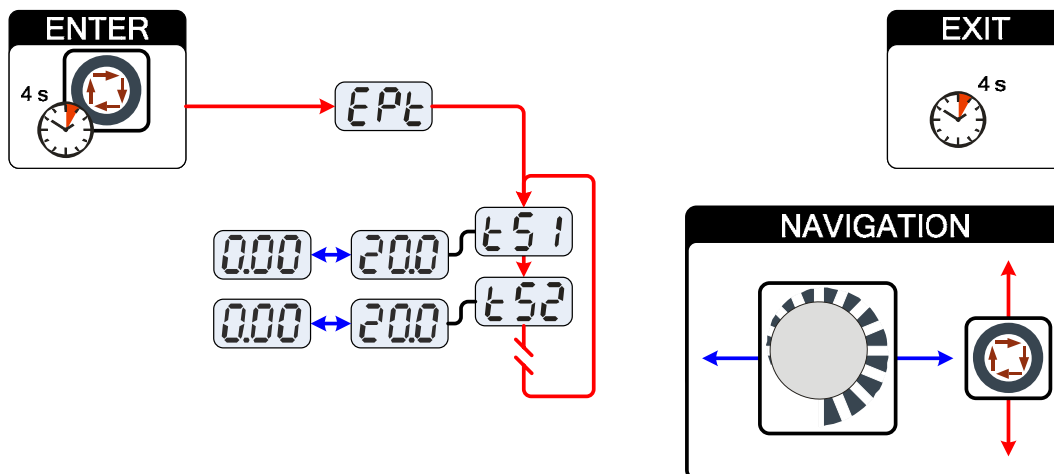 ENTER
4 s
EPt
tS1
0.00
20.0
tS2
0.00
20.0
EXIT
4 s
NAVIGATION